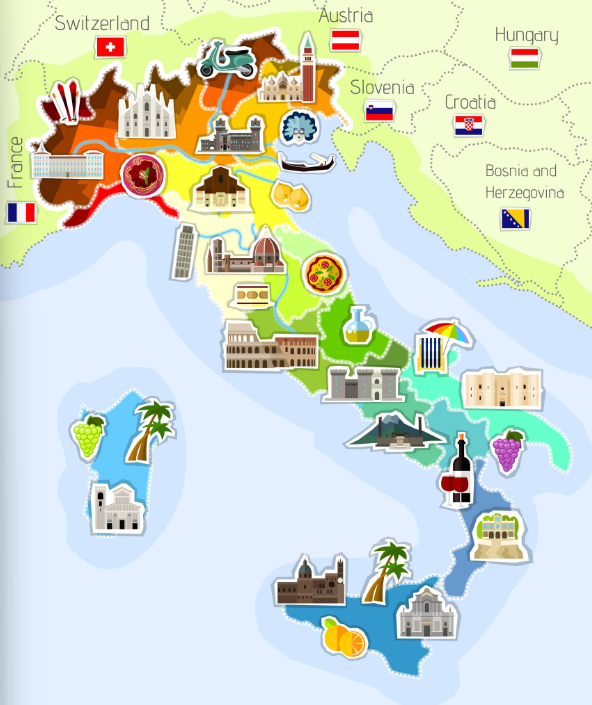 Switzerland
Austria
Hungary
Slovenia
Croatia
France
Bosnia and
Herzegovina